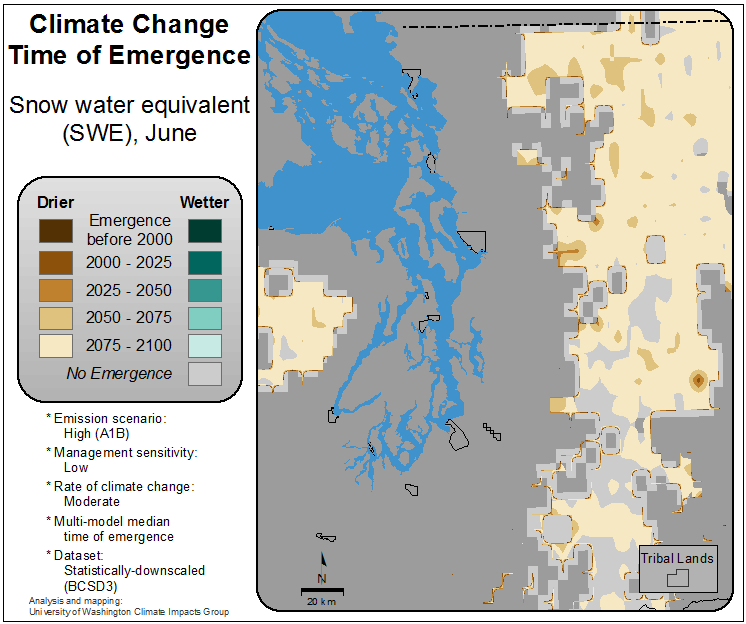 Climate Change
Time of Emergence
Snow water equivalent
(SWE), June
Drier
Wetter
Emergence
before 2000
2000 - 2025
2025 - 2050
2050 - 2075
2075 - 2100
No Emergence
* Emission scenario:
High (A1B)
* Management sensitivity:
Low
* Rate of climate change:
Moderate
* Multi-model median
time of emergence
* Dataset:
Statistically-downscaled
(BCSD3)
Analysis and mapping:
University of Washington Climate Impacts Group
N
20 km
Tribal Lands